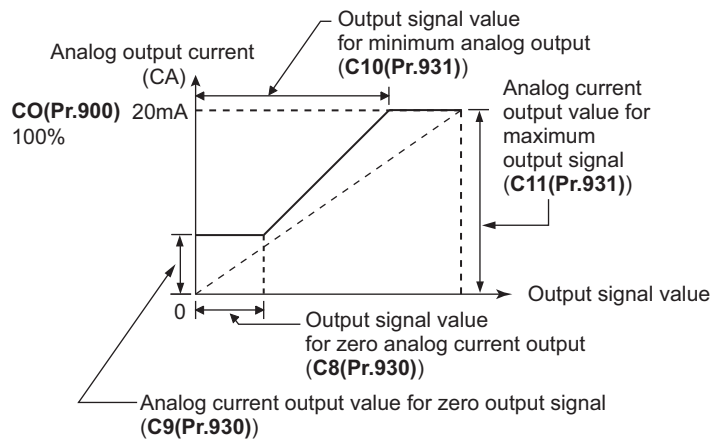 Output signal value
for minimum analog output
(C10(Pr.931))
Analog output current
(CA)
CO(Pr.900) 20mA
100%
Analog current
output value for
maximum
output signal
(C11(Pr.931))
0
Output signal value
Output signal value
for zero analog current output
(C8(Pr.930))
Analog current output value for zero output signal
(C9(Pr.930))